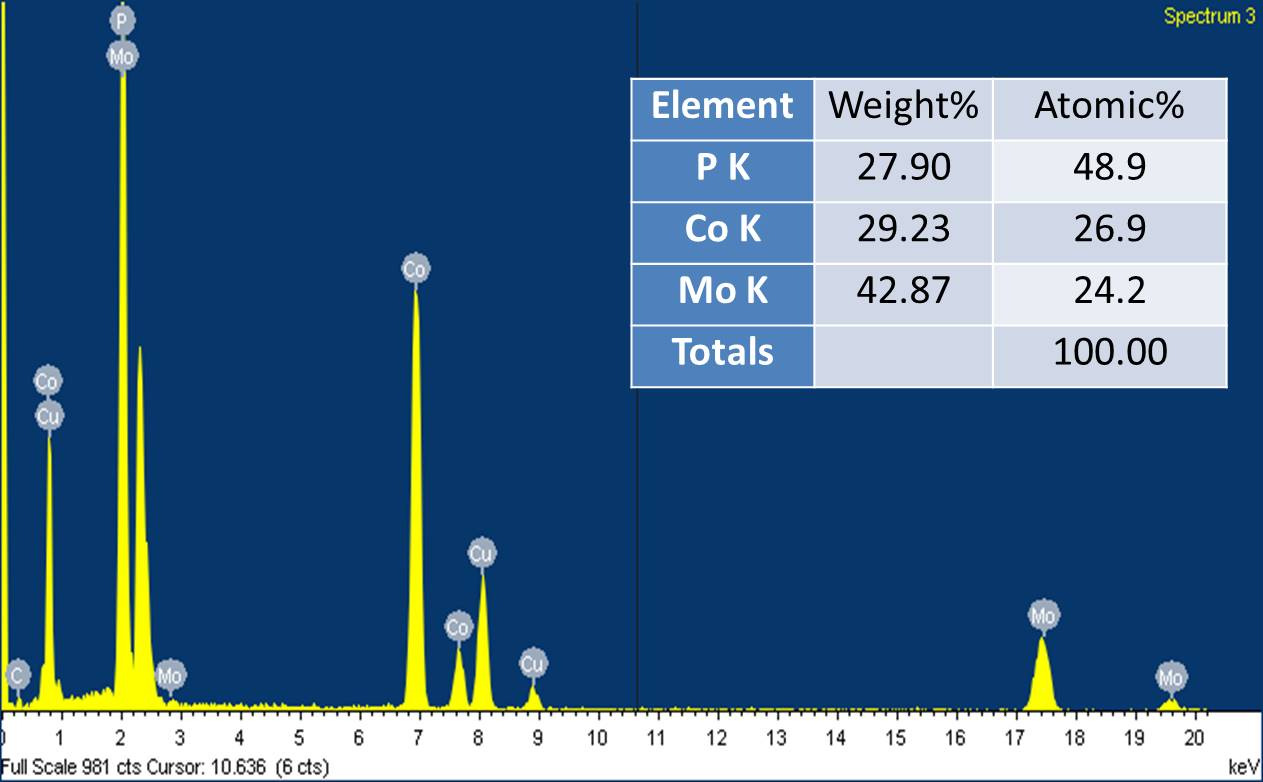 Spectrum 3
P
Mo
Element Weight% Atomic%
P K 27.90 48.9
Co K 29.23 26.9
Mo K 42.87 24.2
Totals 100.00
Co
Co
Cu
Cu
Co
Mo
Cu
C
Mo
Mo
0 1 2 3 4 5 6 7 8 9 10 11 12 13 14 15 16 17 18 19 20
Full Scale 981 cts Cursor: 10.636 (6 cts) keV